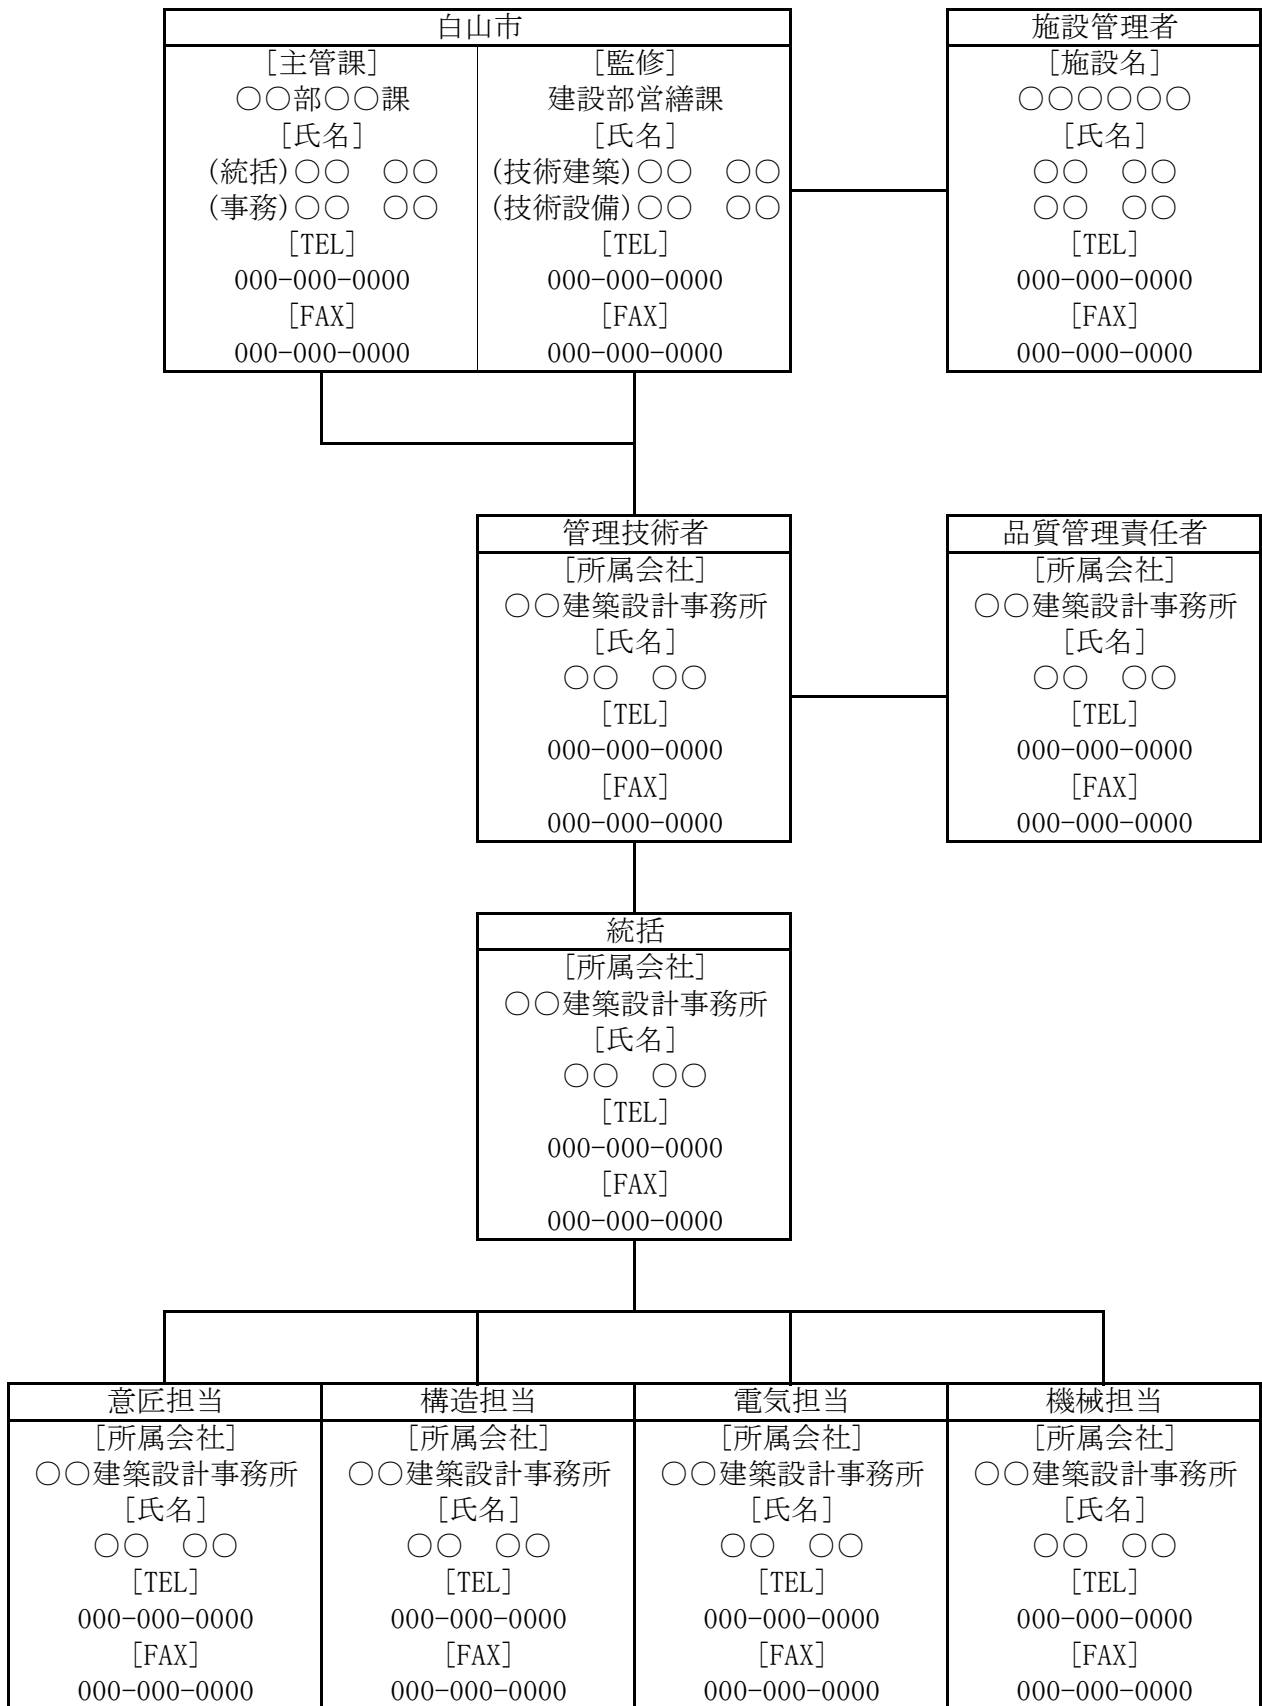 白山市
[主管課]
○○部○○課
[氏名]
(統括)○○　○○
(事務)○○　○○
[TEL]
000-000-0000
[FAX]
000-000-0000
[監修]
建設部営繕課
[氏名]
(技術建築)○○　○○
(技術設備)○○　○○
[TEL]
000-000-0000
[FAX]
000-000-0000
施設管理者
[施設名]
○○○○○○
[氏名]
○○　○○
○○　○○
[TEL]
000-000-0000
[FAX]
000-000-0000
管理技術者
[所属会社]
○○建築設計事務所
[氏名]
○○　○○
[TEL]
000-000-0000
[FAX]
000-000-0000
品質管理責任者
[所属会社]
○○建築設計事務所
[氏名]
○○　○○
[TEL]
000-000-0000
[FAX]
000-000-0000
統括
[所属会社]
○○建築設計事務所
[氏名]
○○　○○
[TEL]
000-000-0000
[FAX]
000-000-0000
意匠担当
[所属会社]
○○建築設計事務所
[氏名]
○○　○○
[TEL]
000-000-0000
[FAX]
000-000-0000
構造担当
[所属会社]
○○建築設計事務所
[氏名]
○○　○○
[TEL]
000-000-0000
[FAX]
000-000-0000
電気担当
[所属会社]
○○建築設計事務所
[氏名]
○○　○○
[TEL]
000-000-0000
[FAX]
000-000-0000
機械担当
[所属会社]
○○建築設計事務所
[氏名]
○○　○○
[TEL]
000-000-0000
[FAX]
000-000-0000